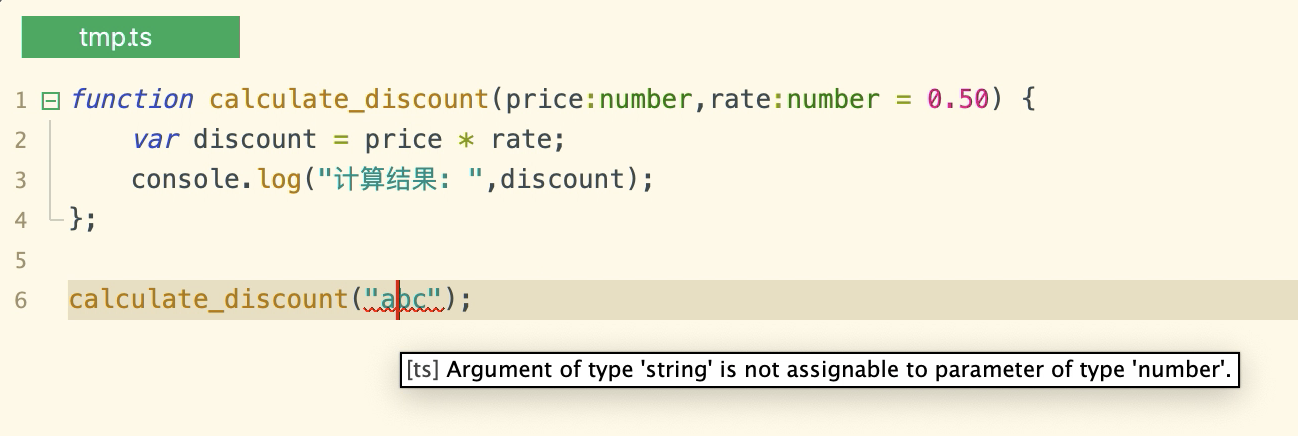 tmp.ts
1 function calculate_discount(price:number,rate:number = 0.50) {
2 var discount = price * rate;
3 console.log("计算结果: ",discount);
4 };
5
6 calculate_discount("abc");
[ts] Argument of type 'string' is not assignable to parameter of type 'number'.